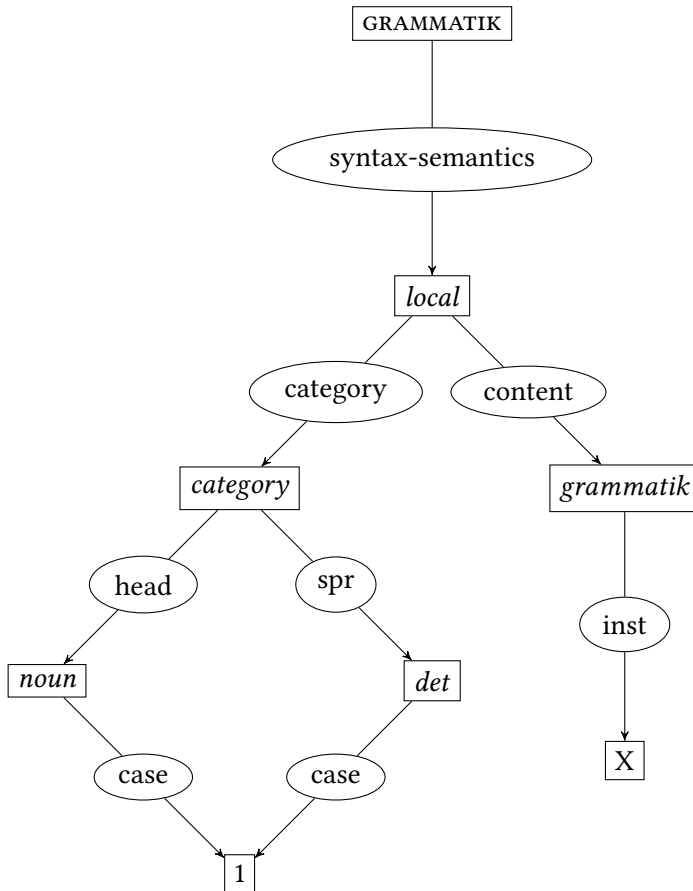 GRAMMATIK
syntax-semantics
local
category
content
category
grammatik
head
spr
inst
noun
det
case
case
X
1